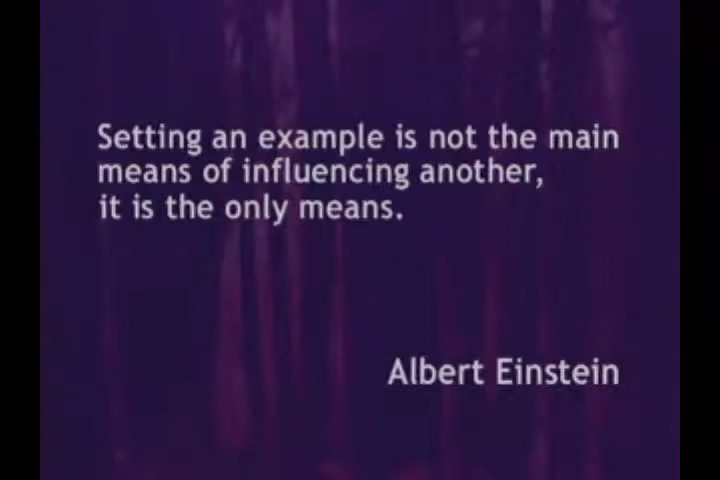 Setting an example is not the main
means of influencing another,
it is the only means.
Albert Einstein